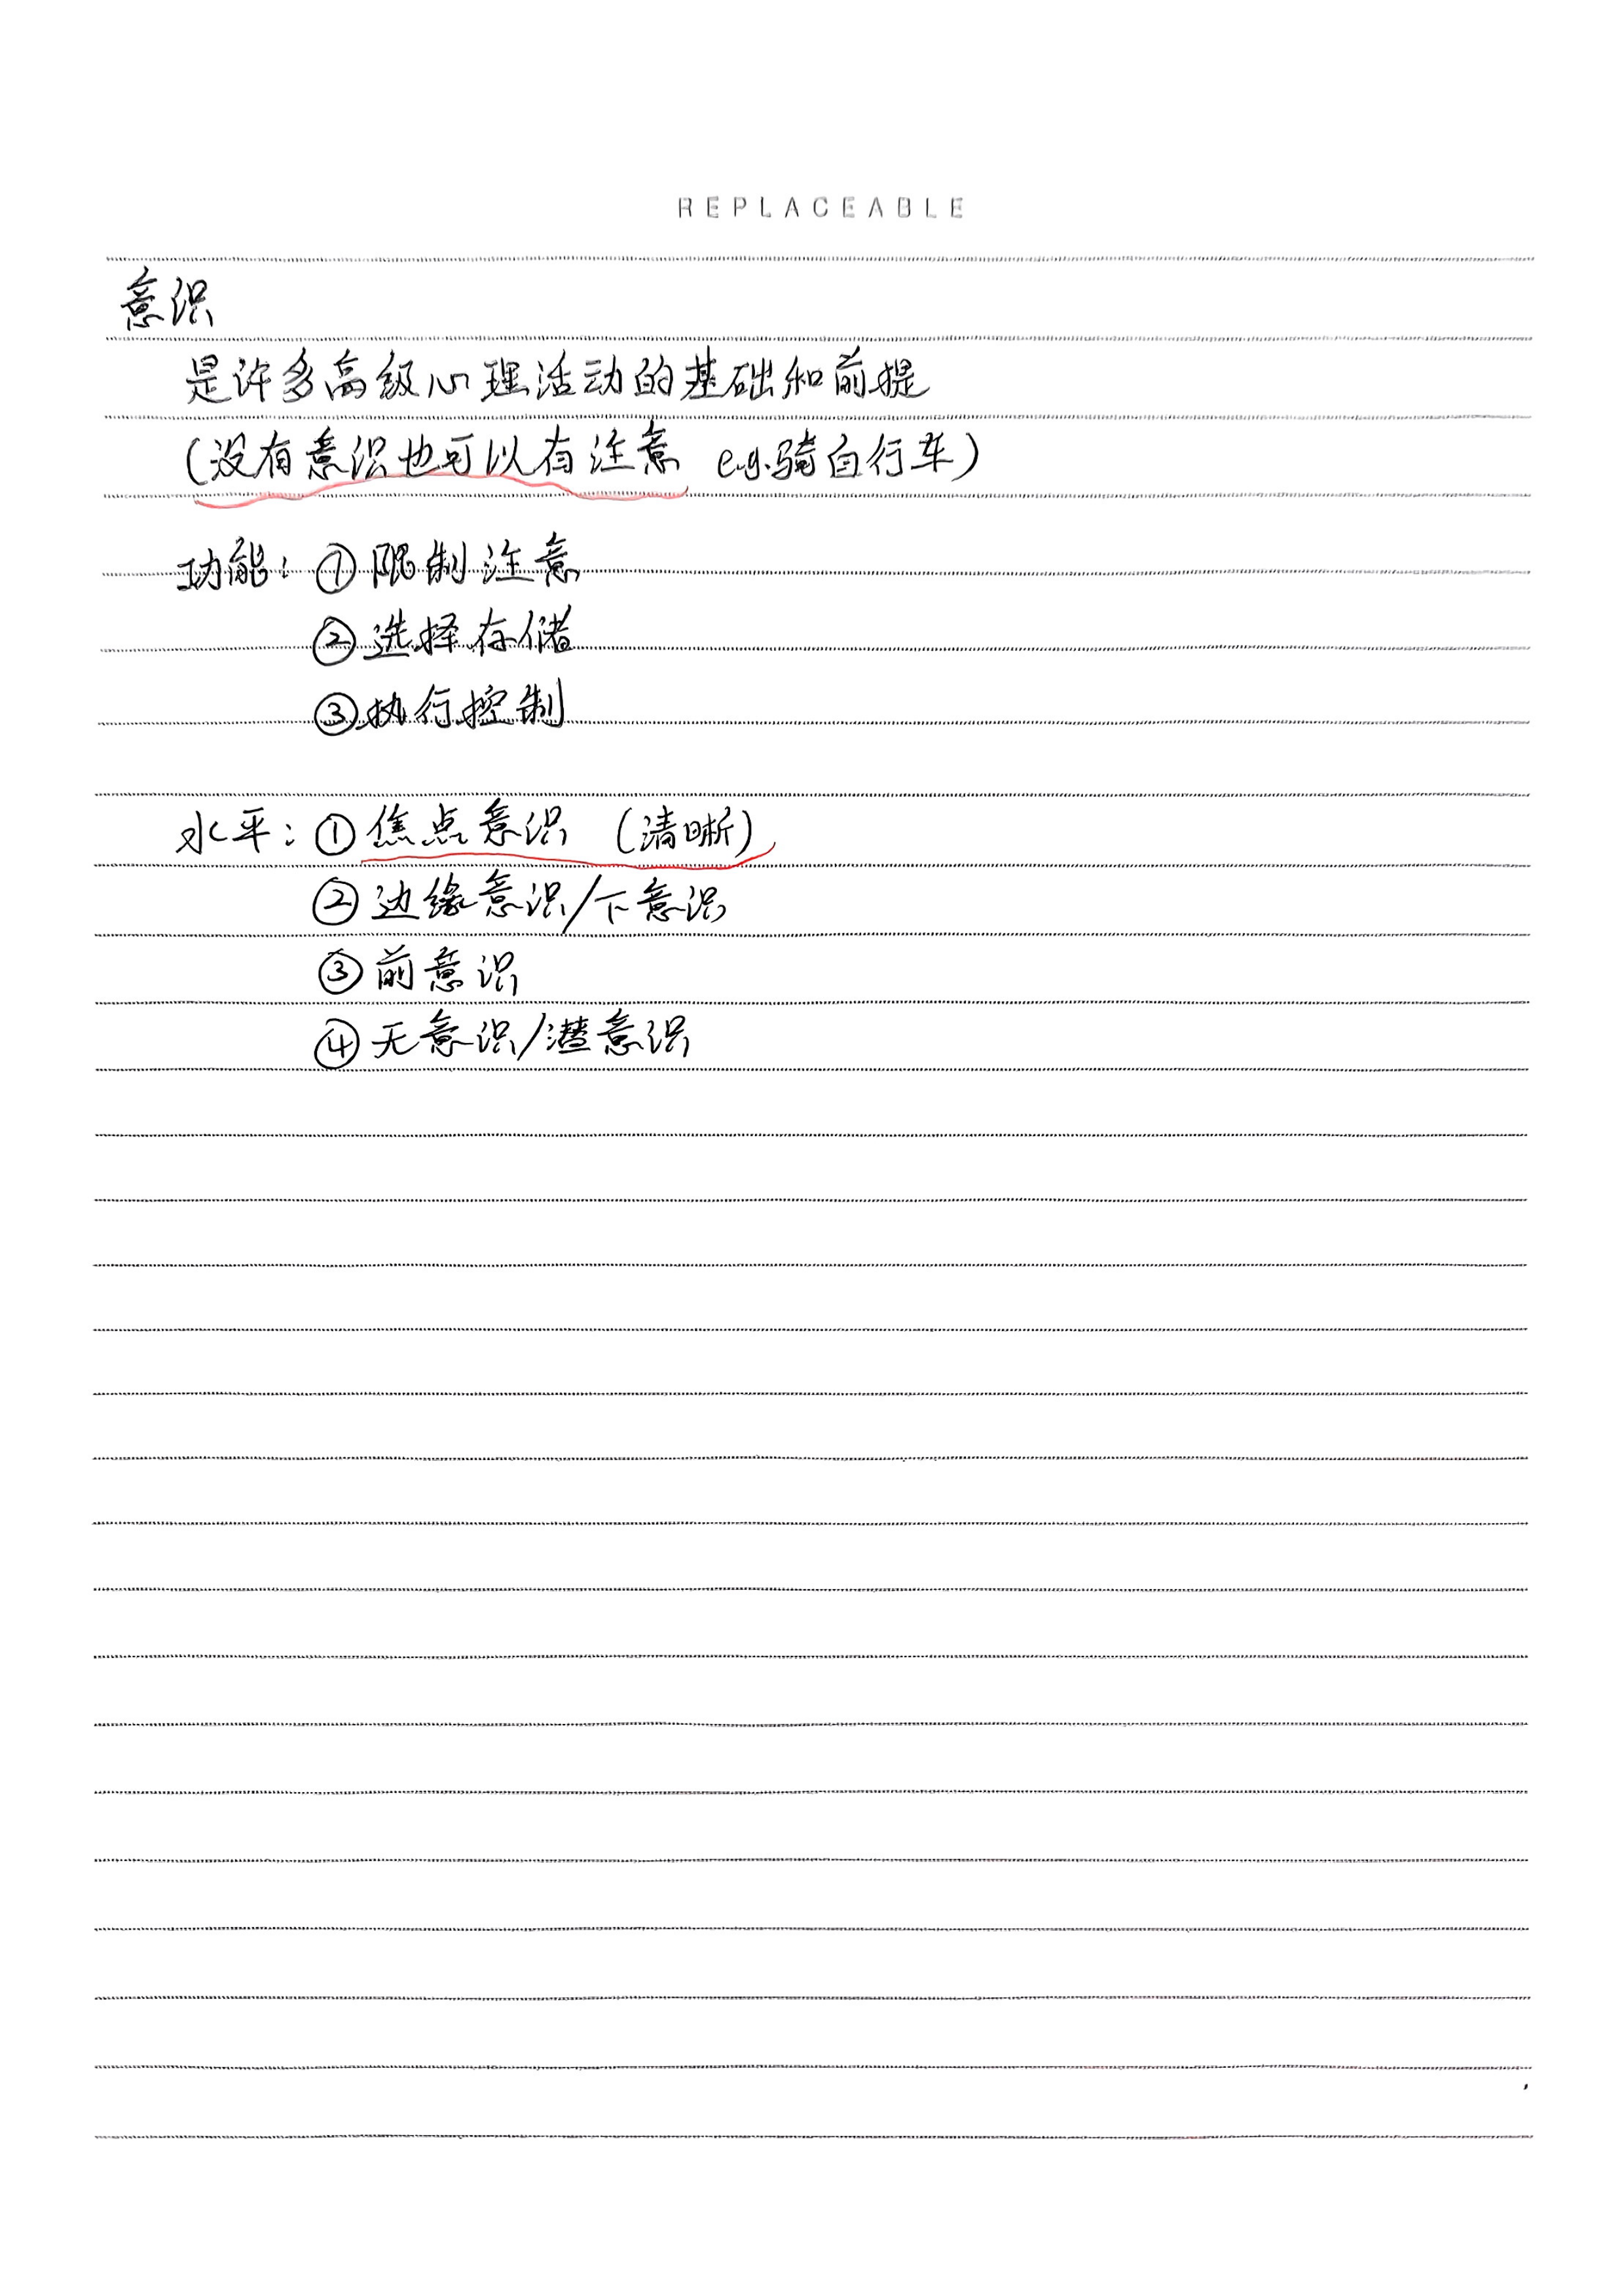 REPLACEABLE
意识
是许多高级心理活动的基础和前提
(没有意识也可以有注意 e.g.骑自行车)
功能：①限制注意
②选择存储
③执行控制
水平：①焦点意识 (清晰)
②边缘意识/下意识
③前意识
④无意识/潜意识